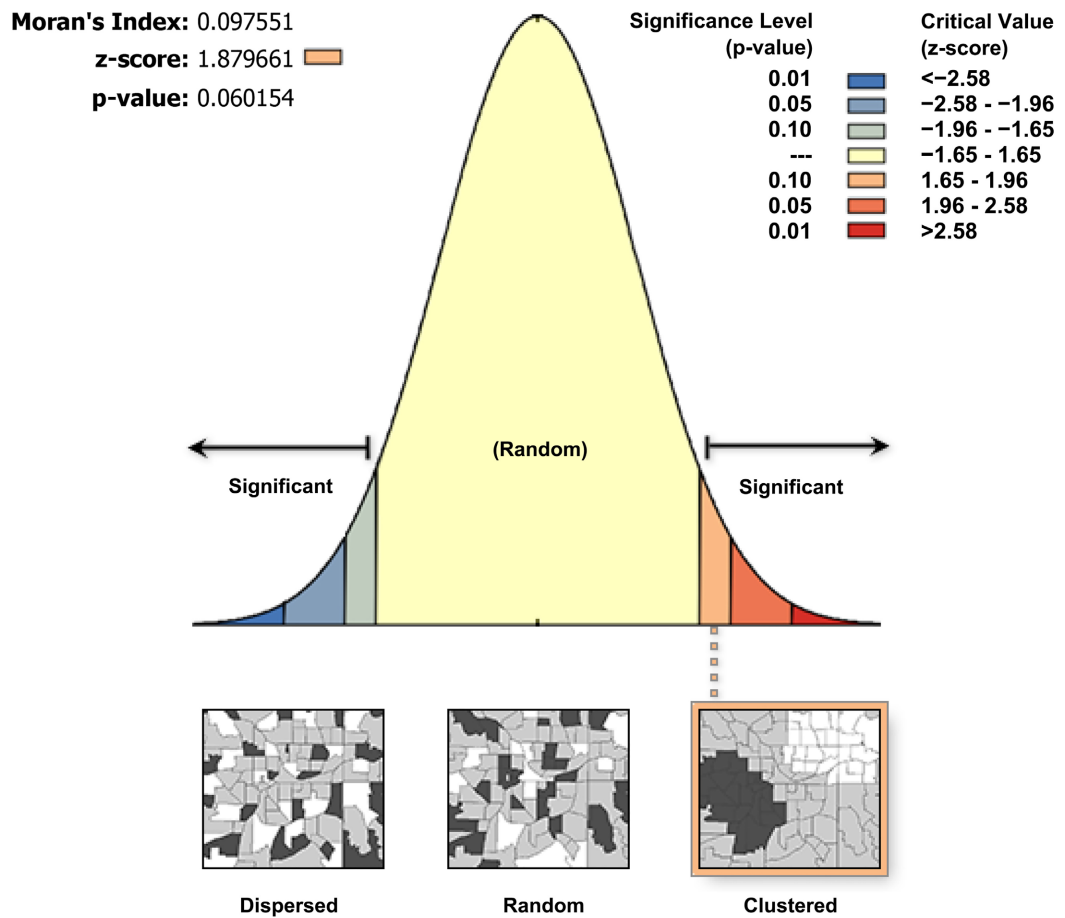 Moran's Index: 0.097551
z-score: 1.879661
p-value: 0.060154
Significance Level
(p-value)
Critical Value
(z-score)
0.01 <−2.58
0.05 −2.58 - −1.96
0.10 −1.96 - −1.65
--- −1.65 - 1.65
0.10 1.65 - 1.96
0.05 1.96 - 2.58
0.01 >2.58
(Random)
Significant
Significant
Dispersed
Random
Clustered